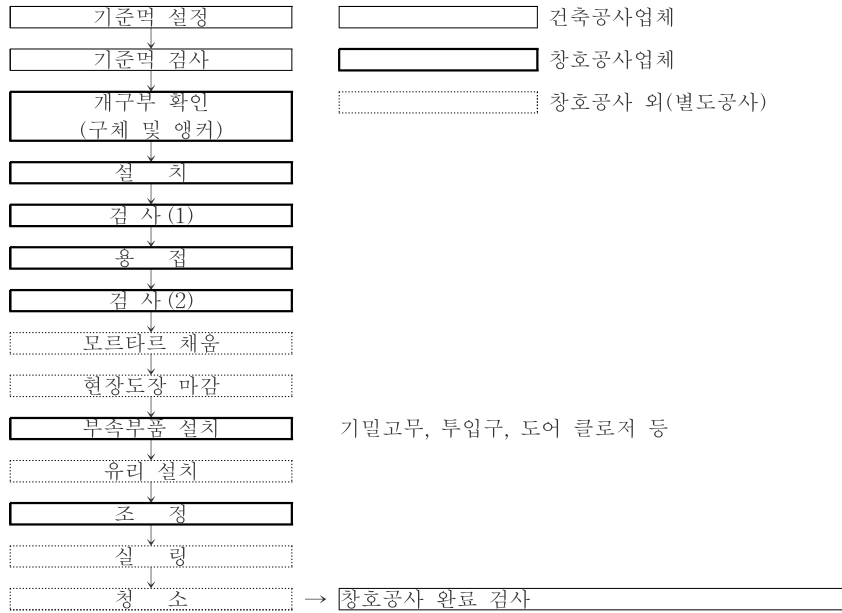 기준먹 설정
건축공사업체
기준먹 검사
창호공사업체
개구부 확인
(구체 및 앵커)
창호공사 외(별도공사)
설 치
검 사 (1)
용 접
검 사 (2)
모르타르 채움
현장도장 마감
부속부품 설치
기밀고무, 투입구, 도어 클로저 등
유리 설치
조 정
실 링
청 소 → 창호공사 완료 검사